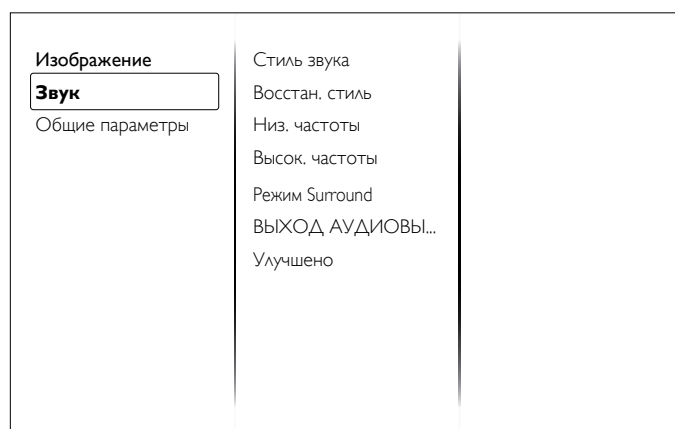 Изображение
Звук
Общие параметры
Стиль звука
Восстан. стиль
Низ. частоты
Высок. частоты
Режим Surround
ВЫХОД АУДИОВЫ...
Улучшено